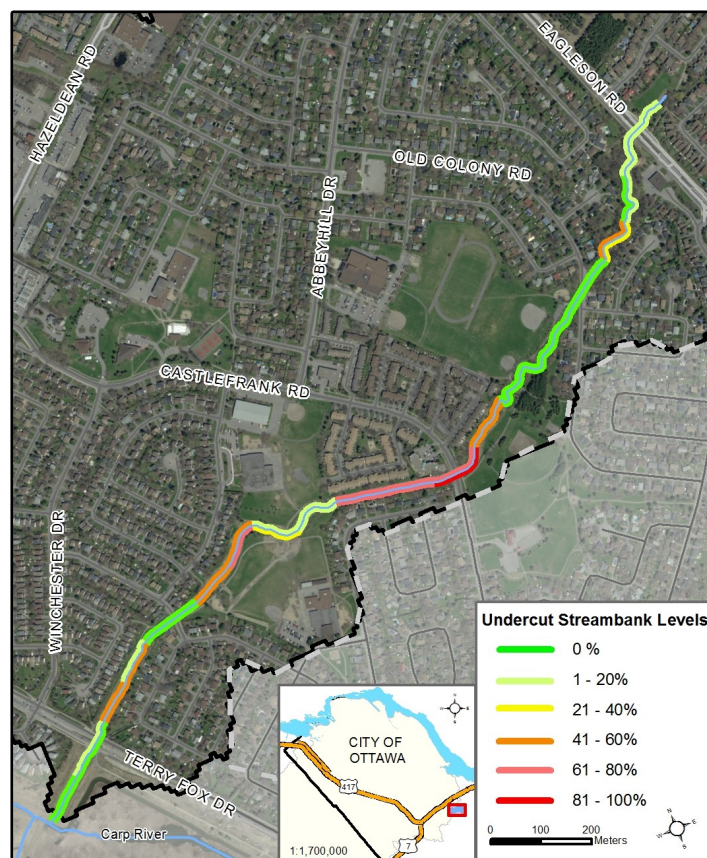 EAGLESON RD
HAZELDEAN RD
OLD COLONY RD
ABBEYHILL DR
CASTLEFRANK RD
WINCHESTER DR
TERRY FOX DR
Carp River
Undercut Streambank Levels
0 %
1 - 20%
21 - 40%
41 - 60%
61 - 80%
81 - 100%
N
W E
S
0 100 200
Meters
CITY OF
OTTAWA
N
W E
S
417
7
1:1,700,000